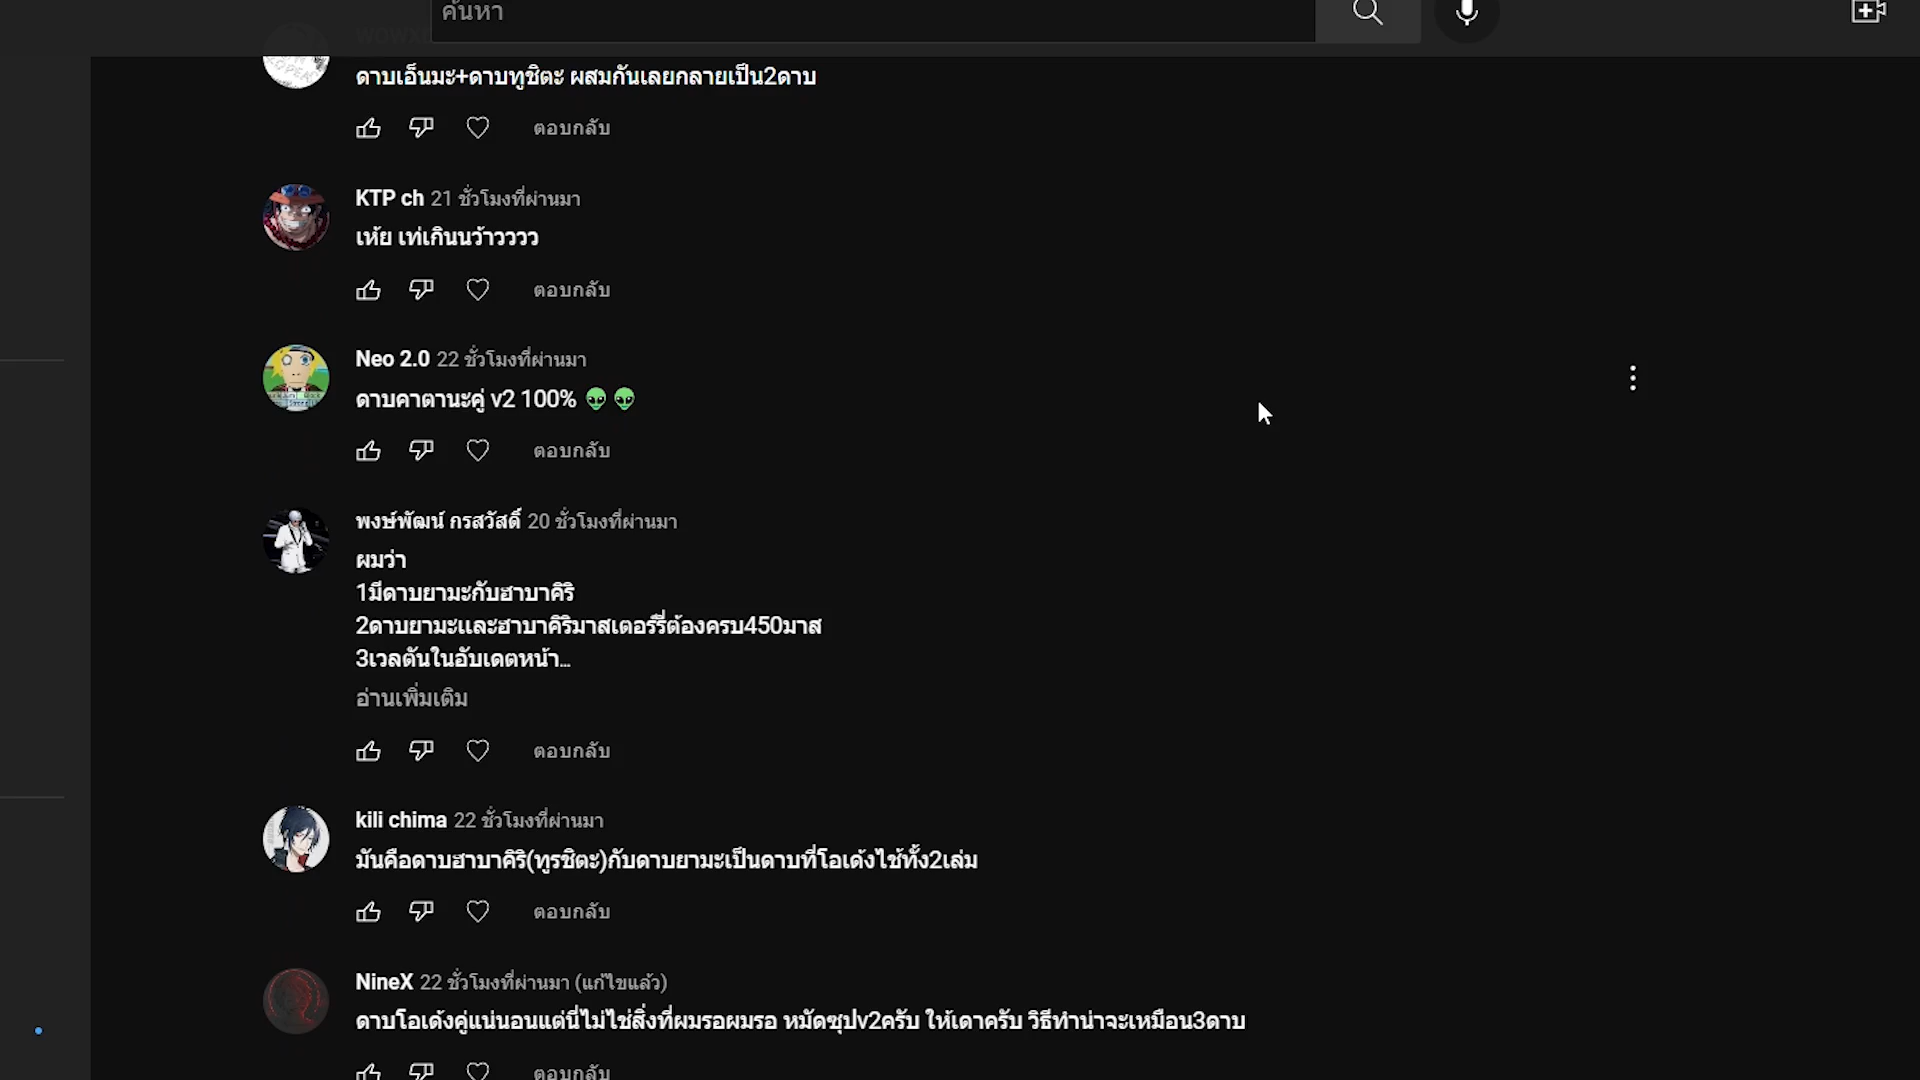 ค้นหา
ดาบเอ็นมะ+ดาบทูชิตะ ผสมกันเลยกลายเป็น2ดาบ
ตอบกลับ
KTP ch 21 ชั่วโมงที่ผ่านมา
เห้ย เท่เกินนว้าวววว
ตอบกลับ
Neo 2.0 22 ชั่วโมงที่ผ่านมา
ดาบคาตานะคู่ v2 100% 👽 👽
ตอบกลับ
พงษ์พัฒน์ กรสวัสดิ์ 20 ชั่วโมงที่ผ่านมา
ผมว่า
1มีดาบยามะกับฮาบาคิริ
2ดาบยามะและฮาบาคิริมาสเตอร์รี่ต้องครบ450มาส
3เวลตันในอับเดตหน้า...
อ่านเพิ่มเติม
ตอบกลับ
kili chima 22 ชั่วโมงที่ผ่านมา
มันคือดาบฮาบาคิริ(ทูรชิตะ)กับดาบยามะเป็นดาบที่โอเด้งไช้ทั้ง2เล่ม
ตอบกลับ
NineX 22 ชั่วโมงที่ผ่านมา (แก้ไขแล้ว)
ดาบโอเด้งคู่แน่นอนแต่นี่ไม่ไช่สิ่งที่ผมรอผมรอ หมัดซุปv2ครับ ให้เดาครับ วิธีทำน่าจะเหมือน3ดาบ
ตอบกลับ